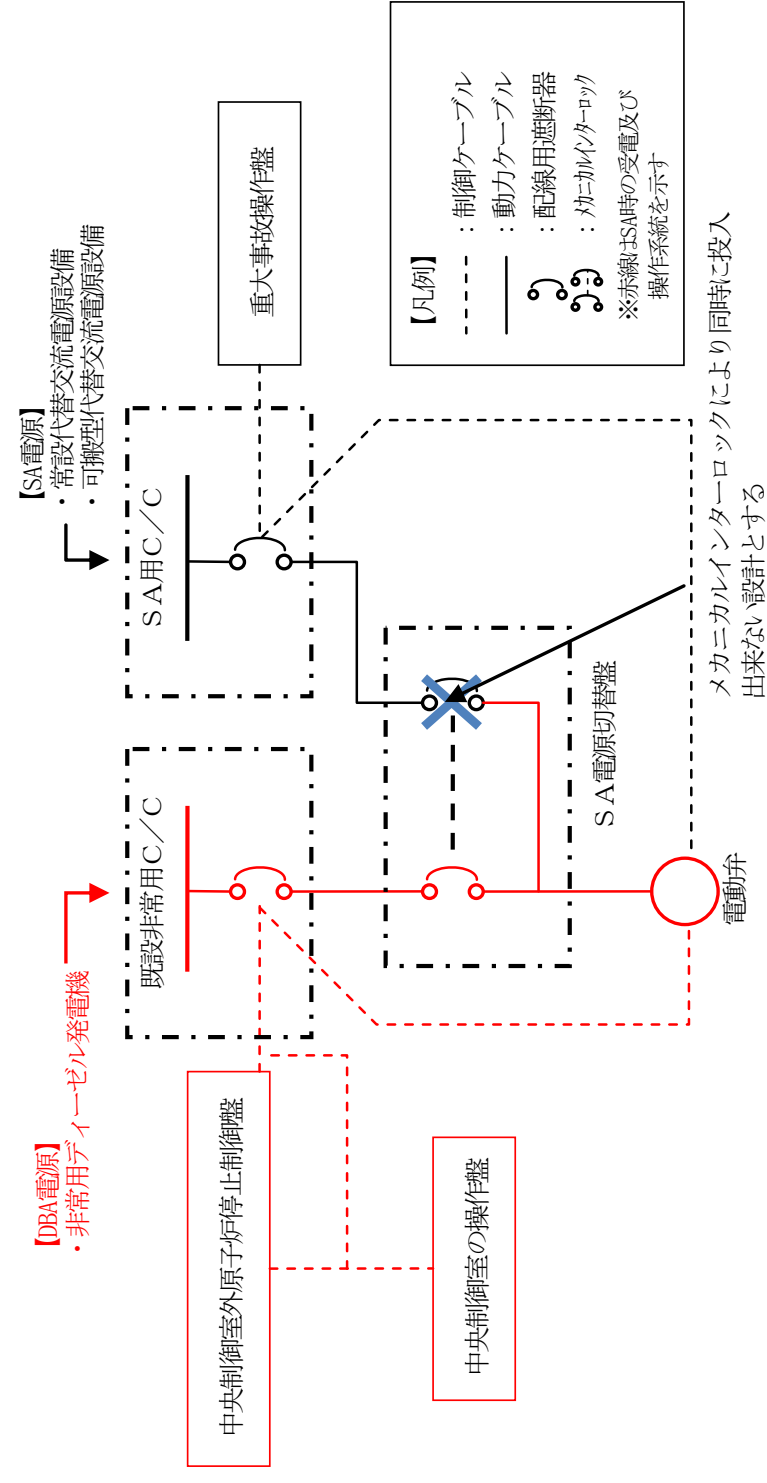 【DBA電源】
・非常用ディーゼル発電機
【SA電源】
・常設代替交流電源設備
・可搬型代替交流電源設備
既設非常用C／C
SA用C／C
中央制御室外原子炉停止制御盤
重大事故操作盤
中央制御室の操作盤
SA電源切替盤
電動弁
メカニカルインターロックにより同時に投入
出来ない設計とする
【凡例】
：制御ケーブル
：動力ケーブル
：配線用遮断器
：ﾒｶﾆｶﾙｲﾝﾀｰﾛｯｸ
※赤線はSA時の受電及び
操作系統を示す